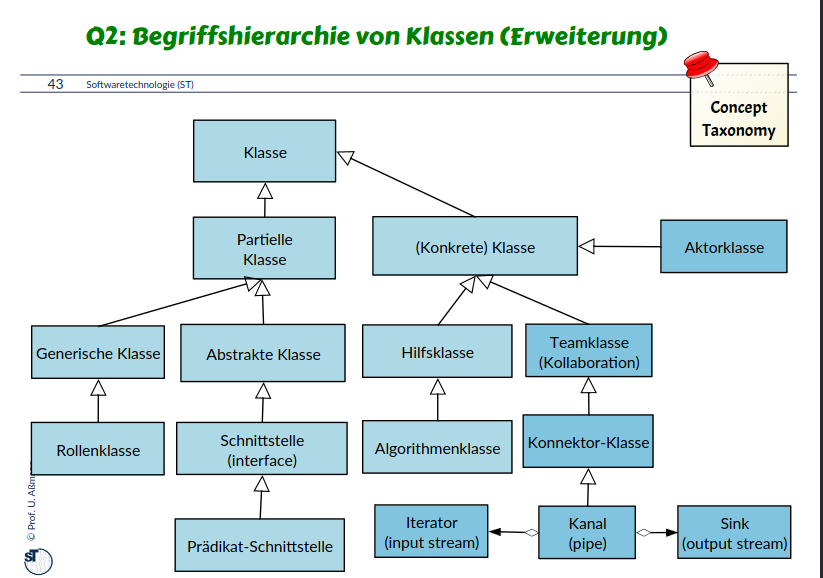 Q2: Begriffshierarchie von Klassen (Erweiterung)
43 Softwaretechnologie (ST)
Concept
Taxonomy
Klasse
Partielle
Klasse
(Konkrete) Klasse
Aktorklasse
Generische Klasse
Abstrakte Klasse
Hilfsklasse
Teamklasse
(Kollaboration)
Rollenklasse
Schnittstelle
(interface)
Algorithmenklasse
Konnektor-Klasse
Prädikat-Schnittstelle
Iterator
(input stream)
Kanal
(pipe)
Sink
(output stream)
© Prof. U. Aßm
ST